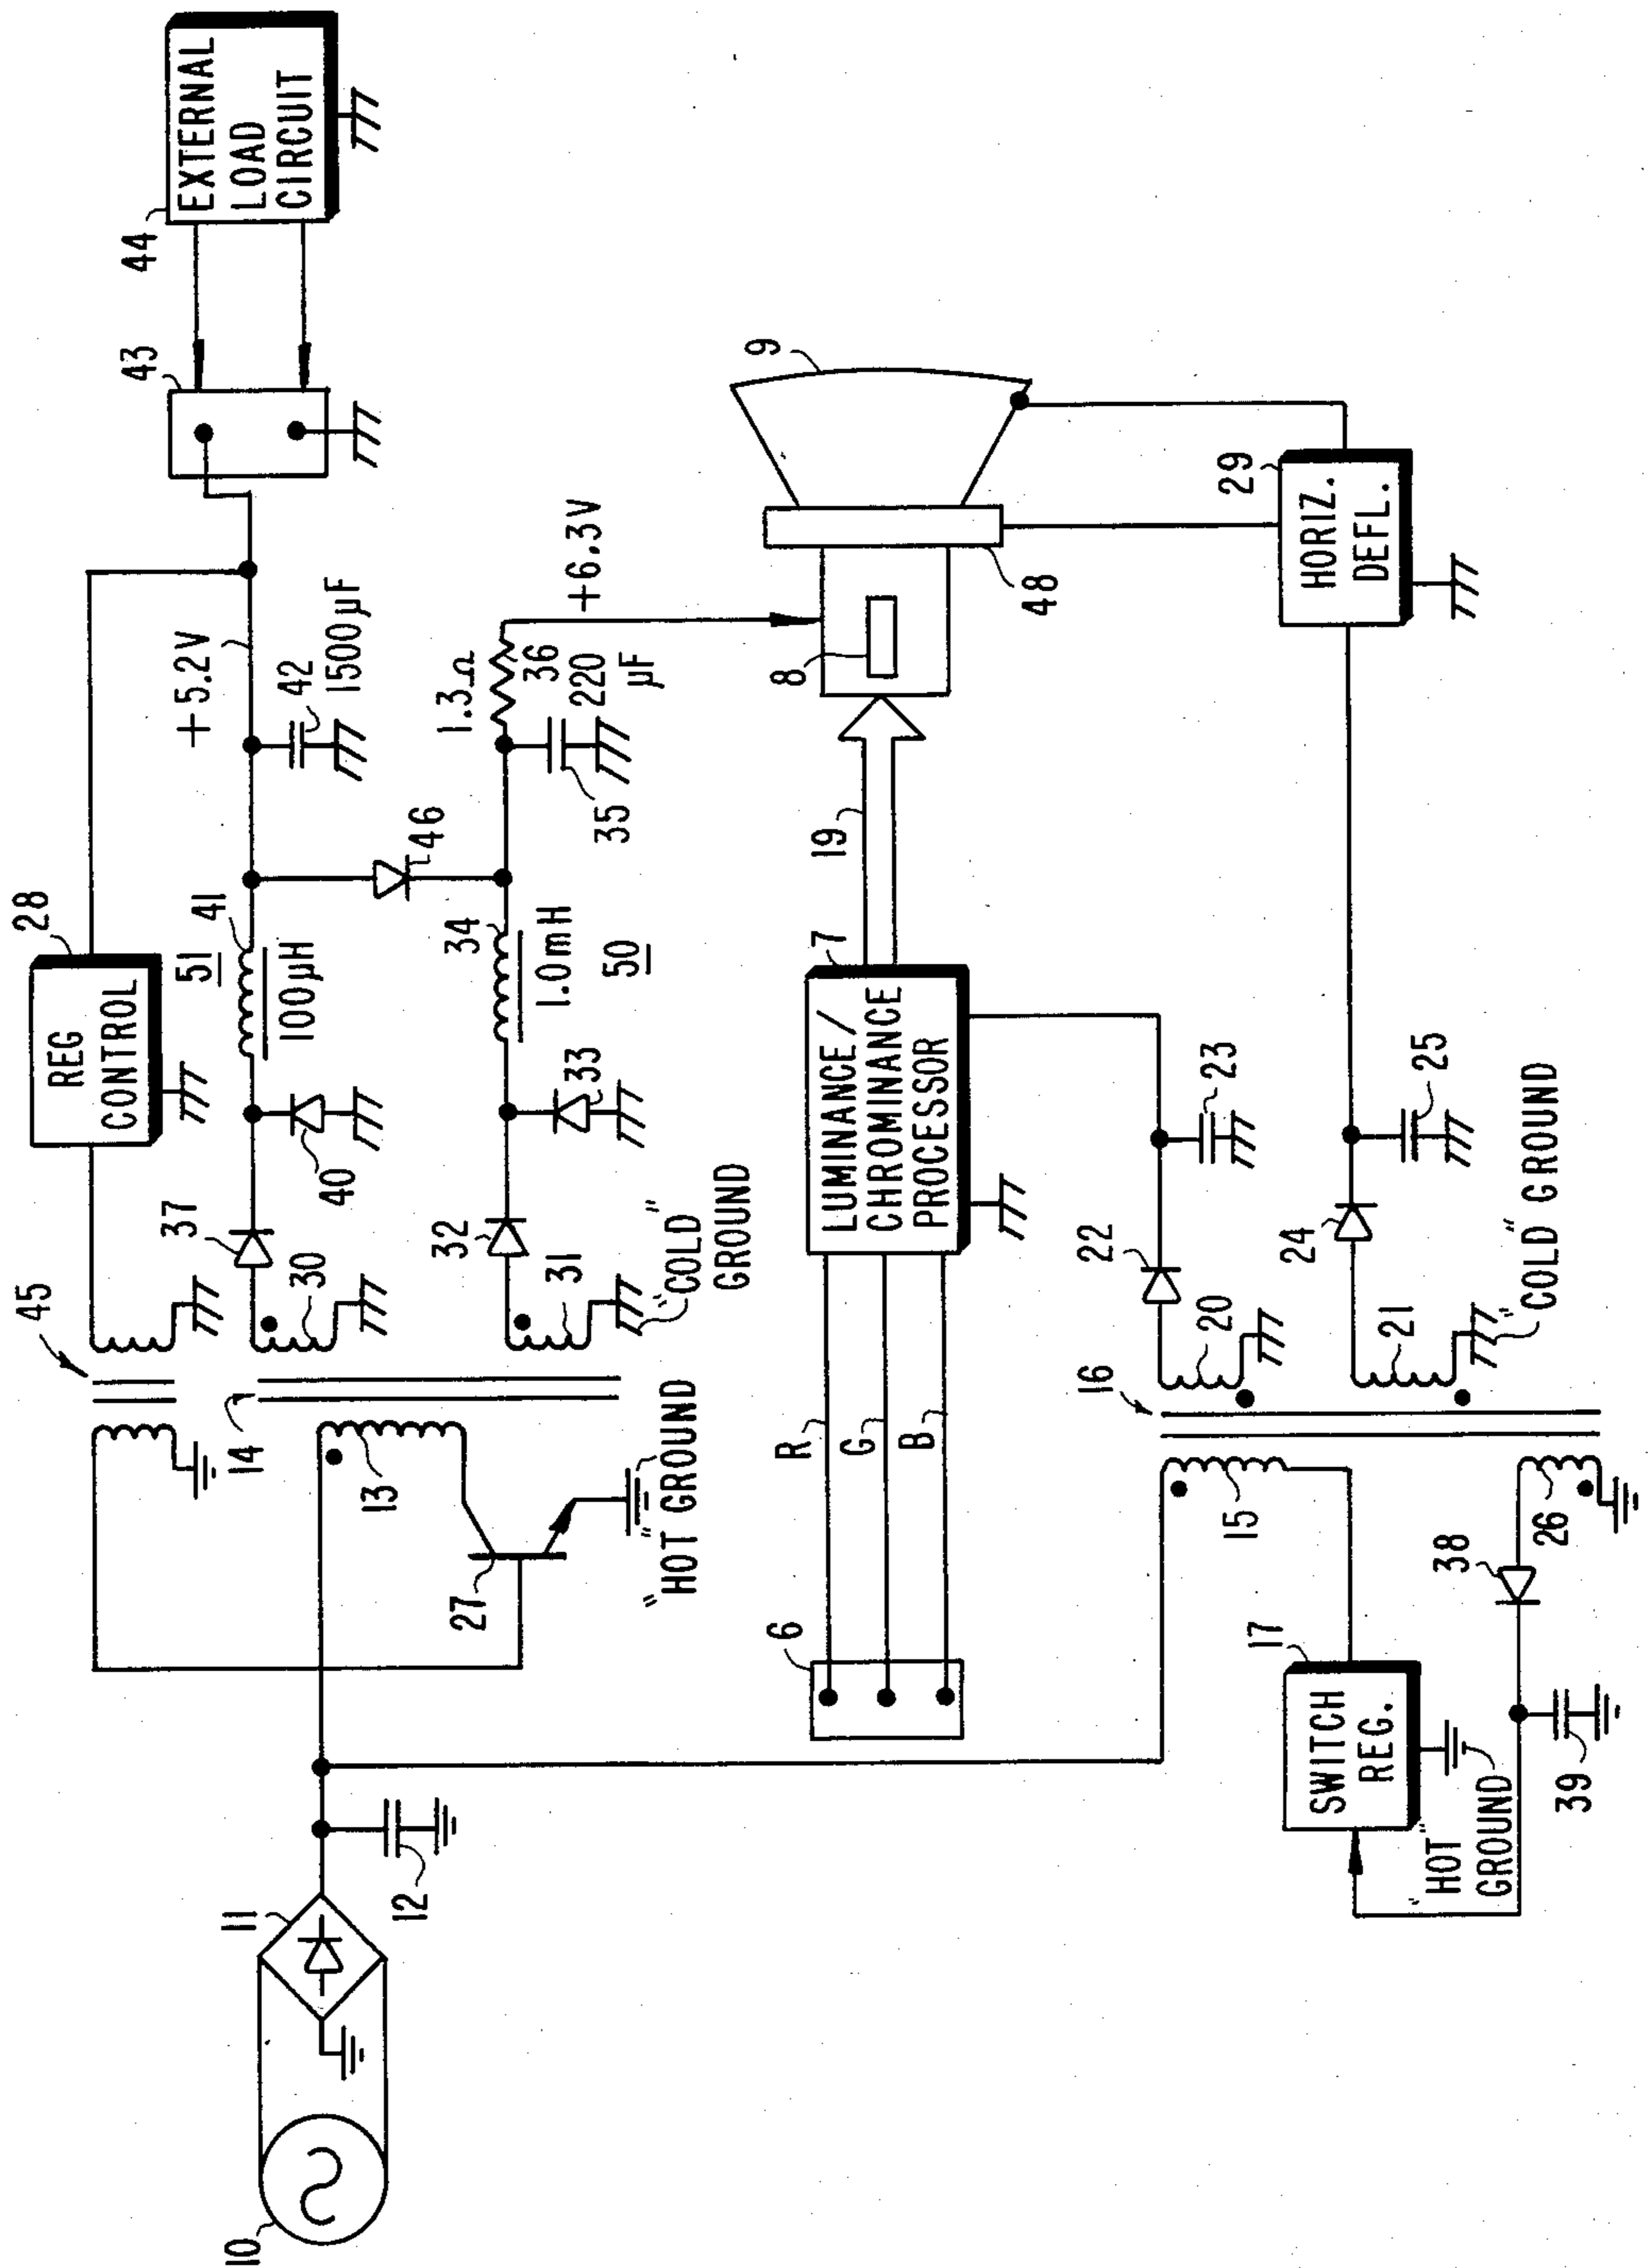 10
11
12
"HOT" GROUND
27
13
14
45
REG
CONTROL
28
37
30
40
51
41
100µH
+5.2V
42
1500µF
43
44
EXTERNAL
LOAD
CIRCUIT
46
32
31
"COLD"
GROUND
33
34
1.0mH
50
35
1.3Ω
36
220
µF
+6.3V
6
R
G
B
LUMINANCE/
CHROMINANCE
PROCESSOR
7
19
8
9
48
16
15
20
22
23
21
24
25
"COLD" GROUND
HORIZ.
DEFL.
29
SWITCH
REG.
17
"HOT"
GROUND
38
26
39